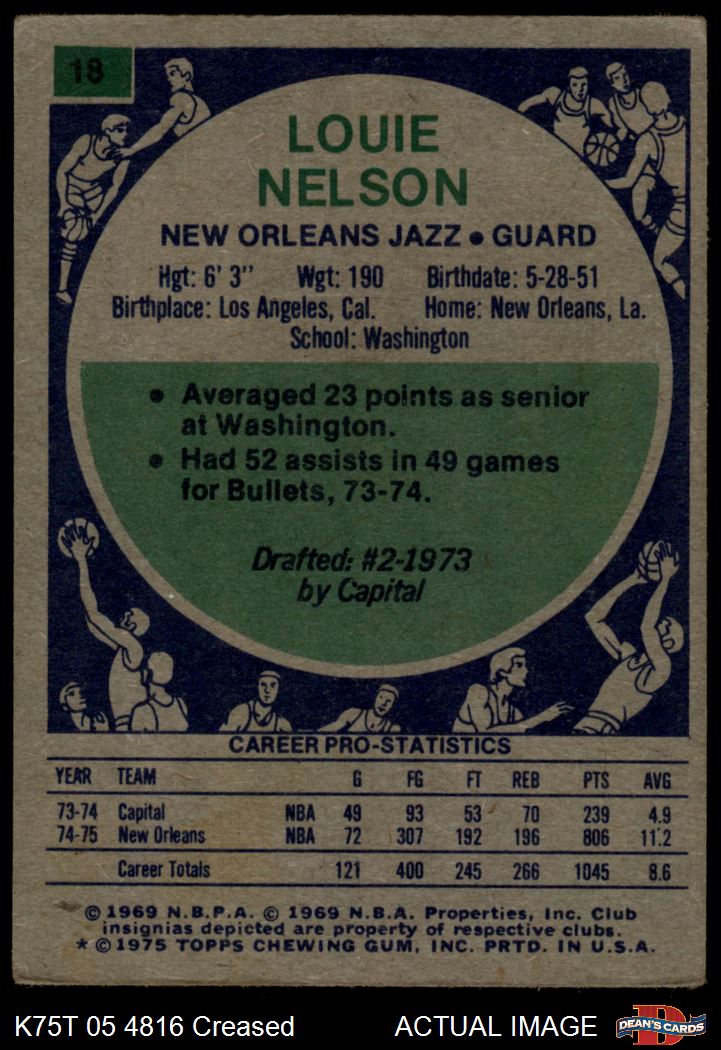 18
LOUIE
NELSON
NEW ORLEANS JAZZ • GUARD
Hgt: 6' 3" Wgt: 190 Birthdate: 5-28-51
Birthplace: Los Angeles, Cal. Home: New Orleans, La.
School: Washington
• Averaged 23 points as senior
at Washington.
• Had 52 assists in 49 games
for Bullets, 73-74.
Drafted: #2-1973
by Capital
CAREER PRO-STATISTICS
YEAR TEAM G FG FT REB PTS AVG
73-74 Capital NBA 49 93 53 70 239 4.9
74-75 New Orleans NBA 72 307 192 196 806 11.2
Career Totals 121 400 245 266 1045 8.6
© 1969 N.B.P.A. © 1969 N.B.A. Properties, Inc. Club
insignias depicted are property of respective clubs.
* © 1975 TOPPS CHEWING GUM, INC. PRTD. IN U.S.A.
K75T 05 4816 Creased ACTUAL IMAGE DEAN'S CARDS